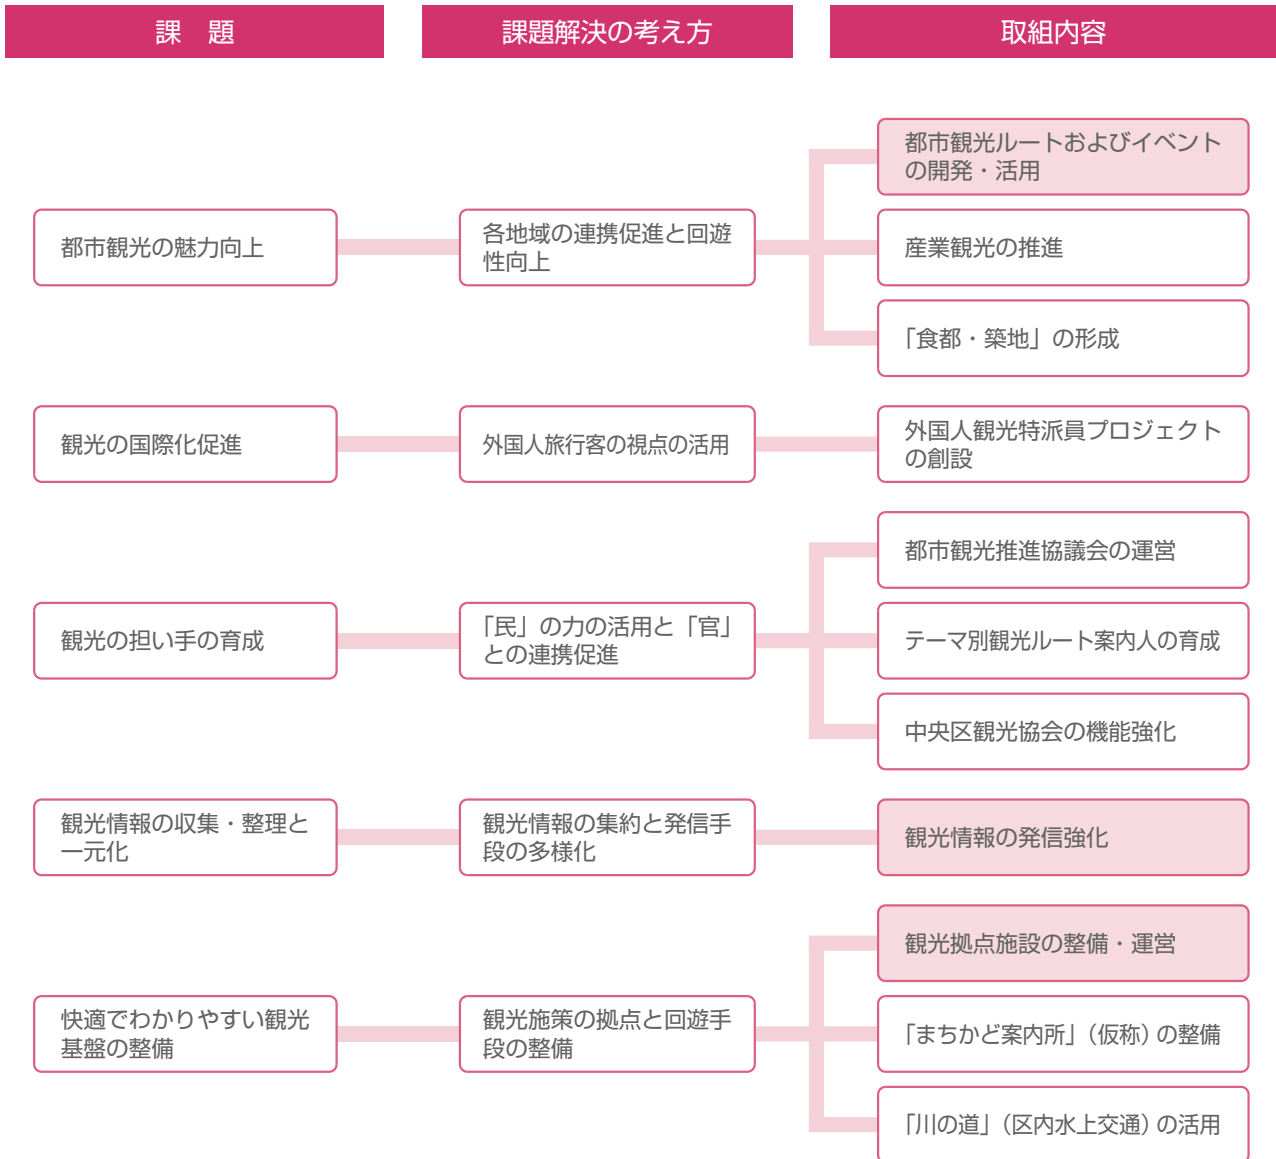 課　題
課題解決の考え方
取組内容
都市観光の魅力向上
各地域の連携促進と回遊
性向上
都市観光ルートおよびイベント
の開発・活用
産業観光の推進
「食都・築地」の形成
観光の国際化促進
外国人旅行客の視点の活用
外国人観光特派員プロジェクト
の創設
観光の担い手の育成
「民」の力の活用と「官」
との連携促進
都市観光推進協議会の運営
テーマ別観光ルート案内人の育成
中央区観光協会の機能強化
観光情報の収集・整理と
一元化
観光情報の集約と発信手
段の多様化
観光情報の発信強化
快適でわかりやすい観光
基盤の整備
観光施策の拠点と回遊手
段の整備
観光拠点施設の整備・運営
「まちかど案内所」（仮称）の整備
「川の道」（区内水上交通）の活用